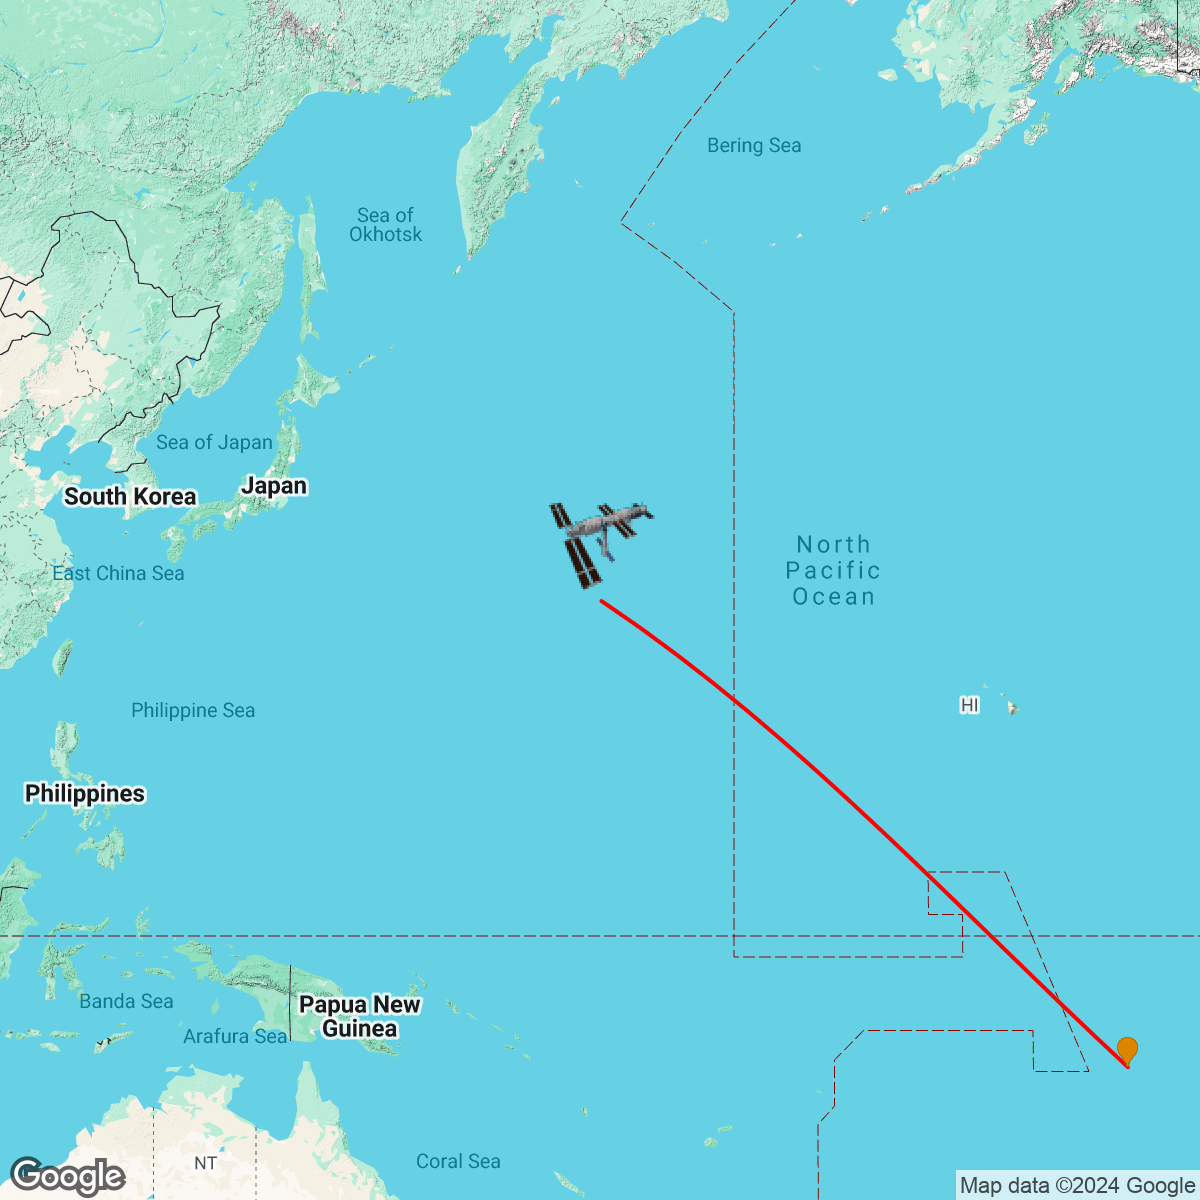 Bering Sea
Sea of
Okhotsk
Sea of Japan
South Korea
Japan
East China Sea
North
Pacific
Ocean
Philippine Sea
HI
Philippines
Banda Sea
Papua New
Guinea
Arafura Sea
NT
Coral Sea
Google
Map data ©2024 Google